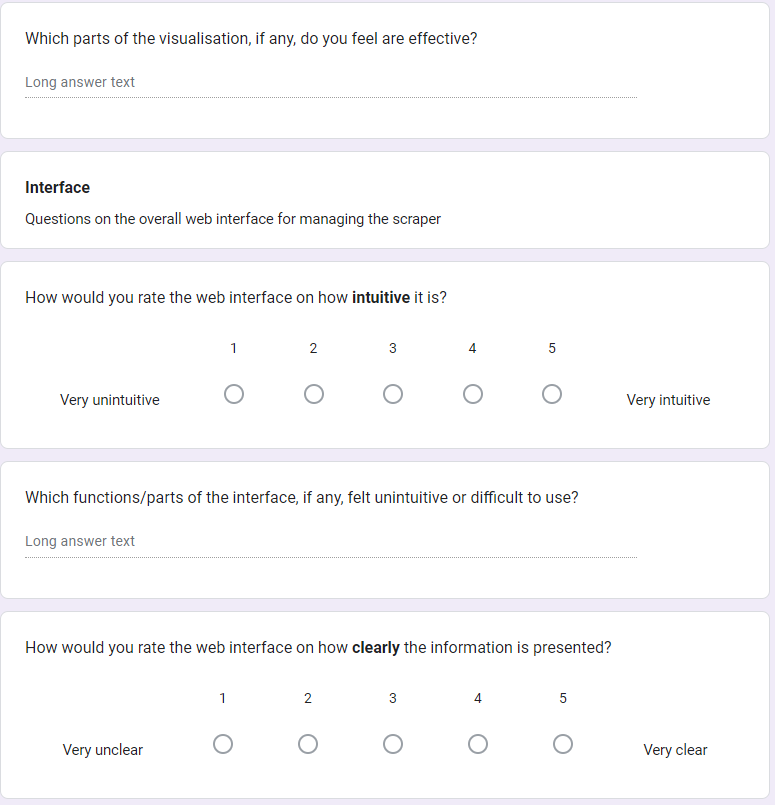 Which parts of the visualisation, if any, do you feel are effective?
Long answer text
Interface
Questions on the overall web interface for managing the scraper
How would you rate the web interface on how intuitive it is?
1 2 3 4 5
Very unintuitive Very intuitive
Which functions/parts of the interface, if any, felt unintuitive or difficult to use?
Long answer text
How would you rate the web interface on how clearly the information is presented?
1 2 3 4 5
Very unclear Very clear